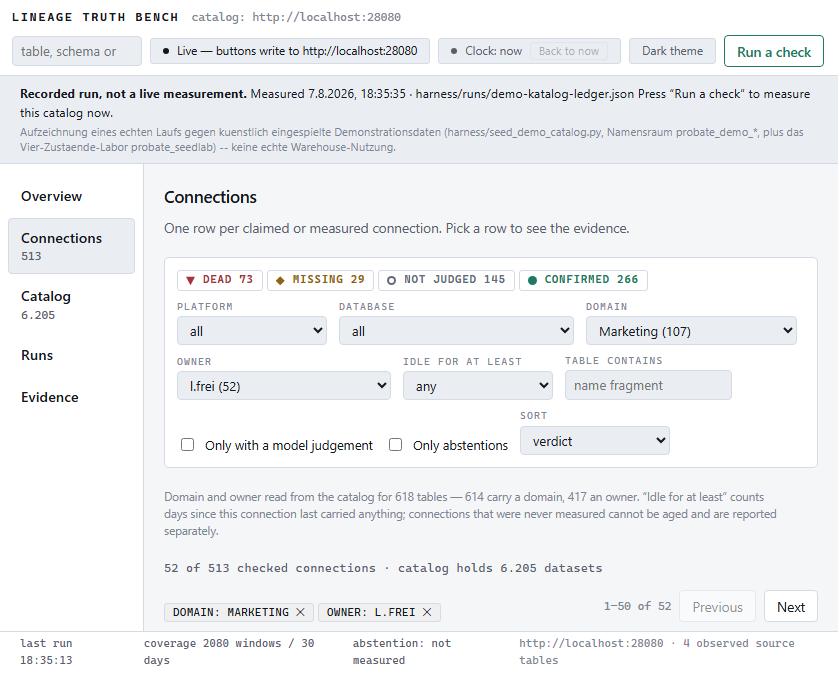 LINEAGE TRUTH BENCH catalog: http://localhost:28080
table, schema or
Live — buttons write to http://localhost:28080
Clock: now Back to now
Dark theme
Run a check
Recorded run, not a live measurement. Measured 7.8.2026, 18:35:35 · harness/runs/demo-katalog-ledger.json Press “Run a check” to measure
this catalog now.
Aufzeichnung eines echten Laufs gegen kuenstlich eingespielte Demonstrationsdaten (harness/seed_demo_catalog.py, Namensraum probate_demo_*, plus das
Vier-Zustaende-Labor probate_seedlab) -- keine echte Warehouse-Nutzung.
Overview
Connections
513
Catalog
6.205
Runs
Evidence
Connections
One row per claimed or measured connection. Pick a row to see the evidence.
DEAD 73 MISSING 29 NOT JUDGED 145 CONFIRMED 266
PLATFORM DATABASE DOMAIN
all all Marketing (107)
OWNER IDLE FOR AT LEAST TABLE CONTAINS
l.frei (52) any name fragment
SORT
Only with a model judgement Only abstentions verdict
Domain and owner read from the catalog for 618 tables — 614 carry a domain, 417 an owner. “Idle for at least” counts
days since this connection last carried anything; connections that were never measured cannot be aged and are reported
separately.
52 of 513 checked connections · catalog holds 6.205 datasets
DOMAIN: MARKETING × OWNER: L.FREI × 1–50 of 52 Previous Next
last run
18:35:13
coverage 2080 windows / 30
days
abstention: not
measured
http://localhost:28080 · 4 observed source
tables